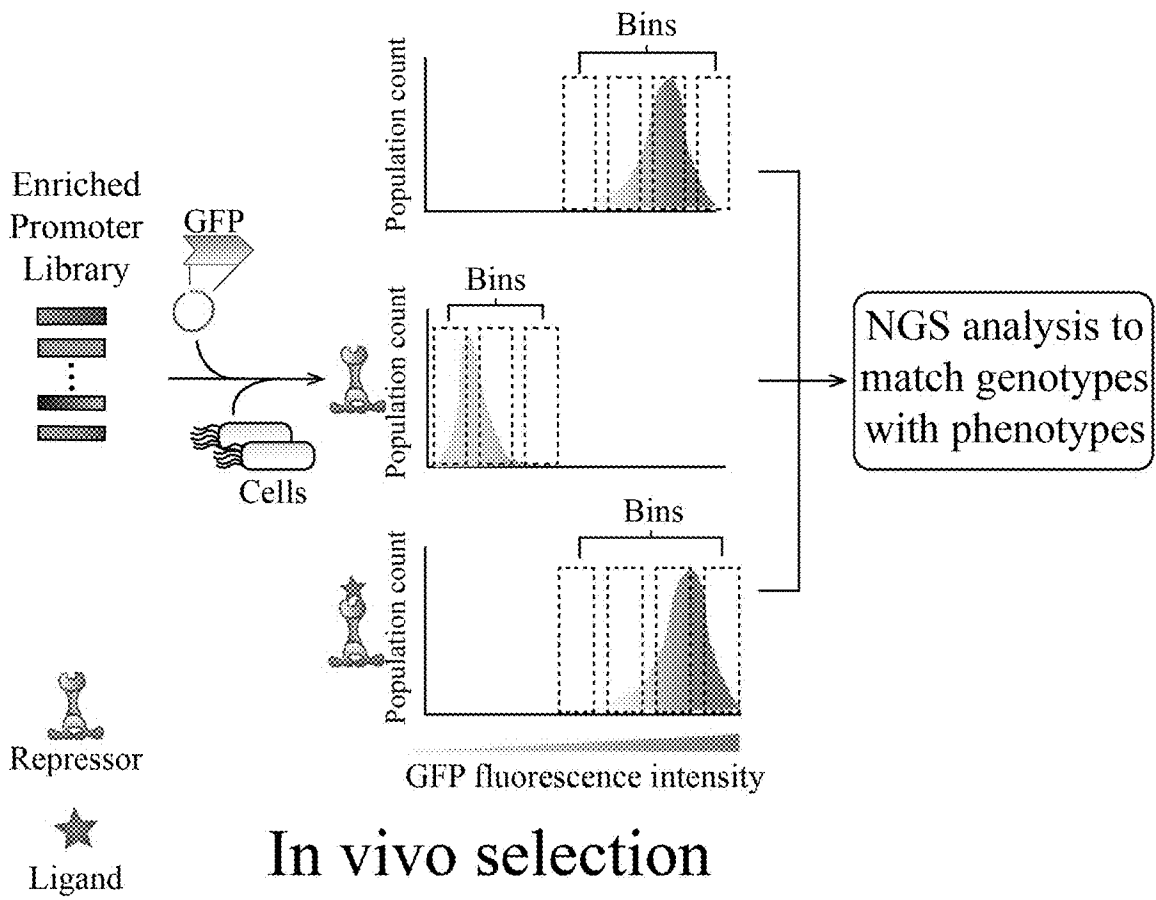 Bins
Population count
Enriched
Promoter
Library
GFP
Cells
Bins
Population count
NGS analysis to
match genotypes
with phenotypes
Bins
Population count
GFP fluorescence intensity
Repressor
Ligand
In vivo selection